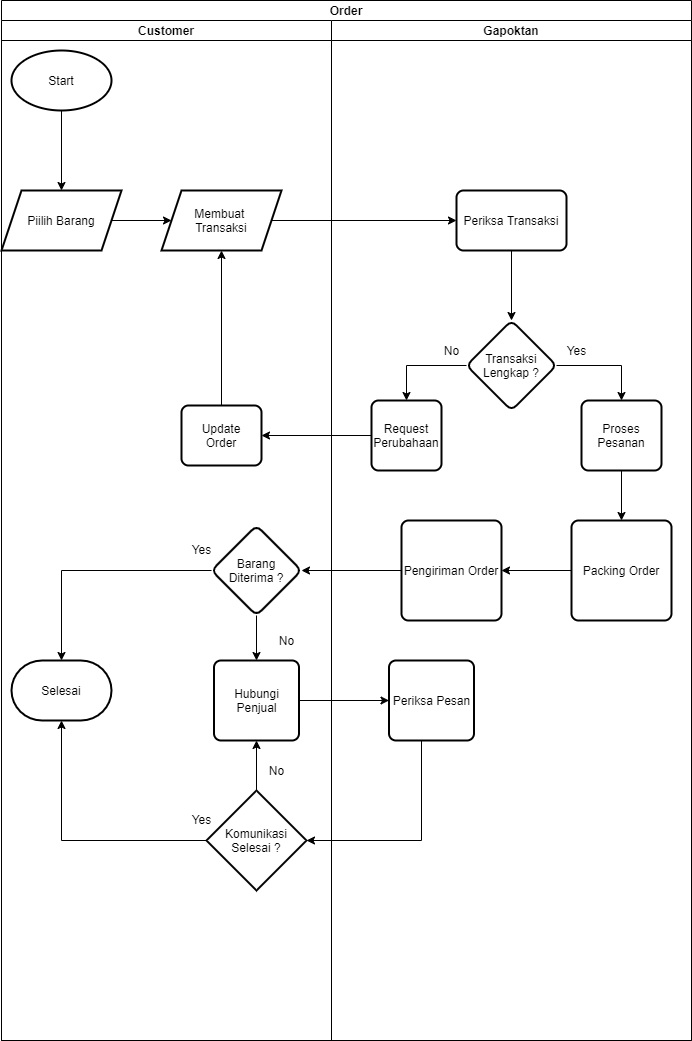 Order
Customer
Gapoktan
Start
Piilih Barang
Membuat
Transaksi
Periksa Transaksi
No
Transaksi
Lengkap ?
Yes
Update
Order
Request
Perubahaan
Proses
Pesanan
Yes
Barang
Diterima ?
Pengiriman Order
Packing Order
No
Selesai
Hubungi
Penjual
Periksa Pesan
No
Yes
Komunikasi
Selesai ?